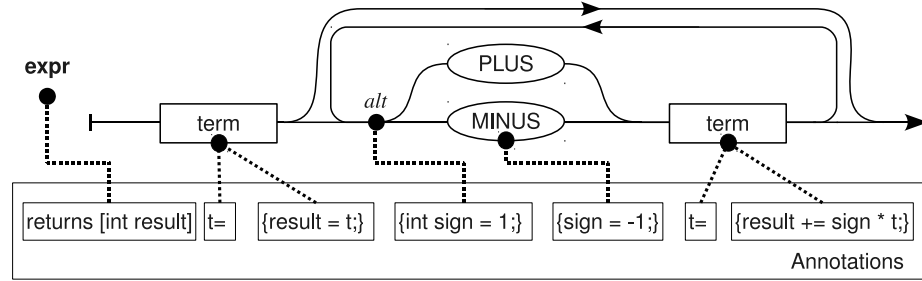 PLUS
expr
alt
term
MINUS
term
returns [int result]
t=
{result = t;}
{int sign = 1;}
{sign = -1;}
t=
{result += sign * t;}
Annotations